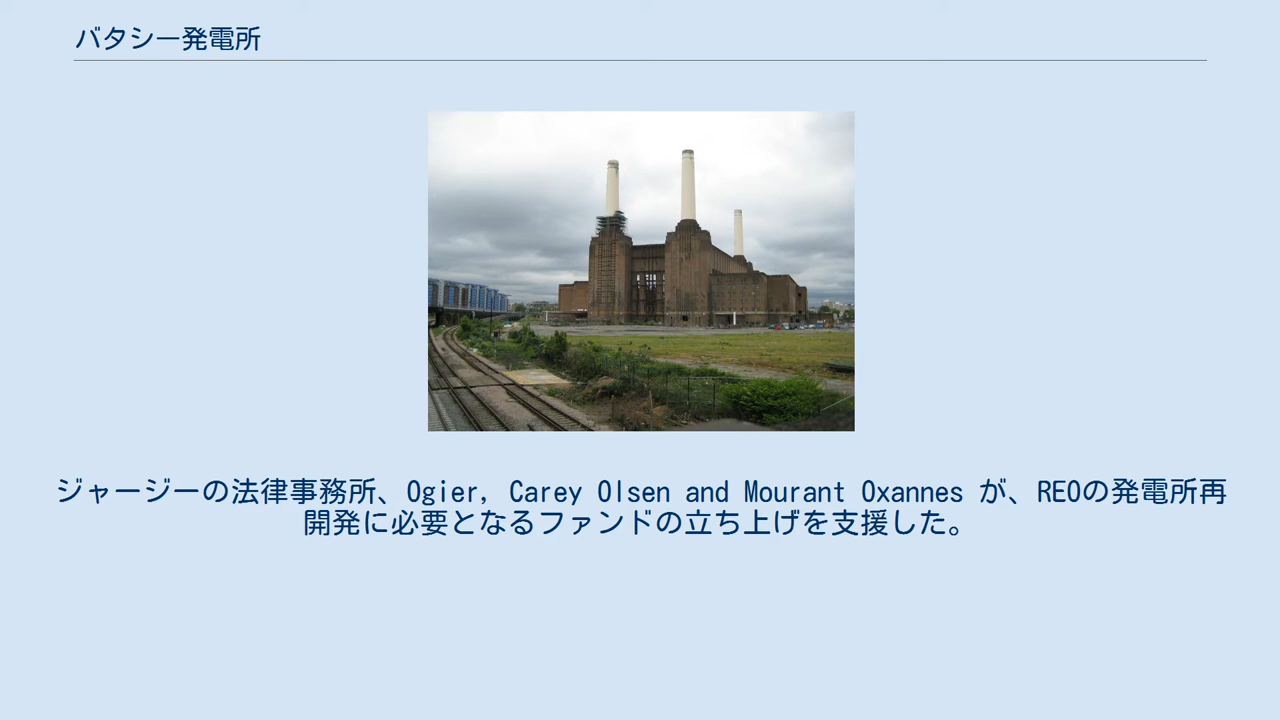 バタシー発電所
ジャージーの法律事務所、Ogier, Carey Olsen and Mourant Oxannes が、REOの発電所再
開発に必要となるファンドの立ち上げを支援した。